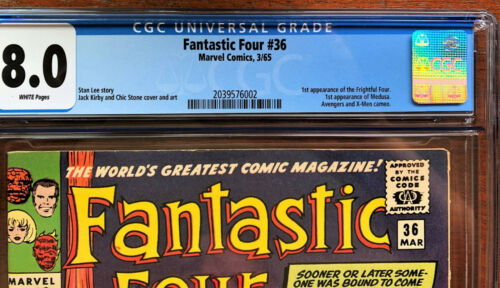 CGC UNIVERSAL GRADE
8.0
WHITE Pages
Fantastic Four #36
Marvel Comics, 3/65
Stan Lee story
Jack Kirby and Chic Stone cover and art
2039576002
1st appearance of the Frightful Four.
1st appearance of Medusa.
Avengers and X-Men cameo.
CGC
THE WORLD'S GREATEST COMIC MAGAZINE!
Fantastic
Four
APPROVED
BY THE
COMICS
CODE
AUTHORITY
36
MAR
MARVEL
SOONER OR LATER SOME-
ONE WAS BOUND TO COME